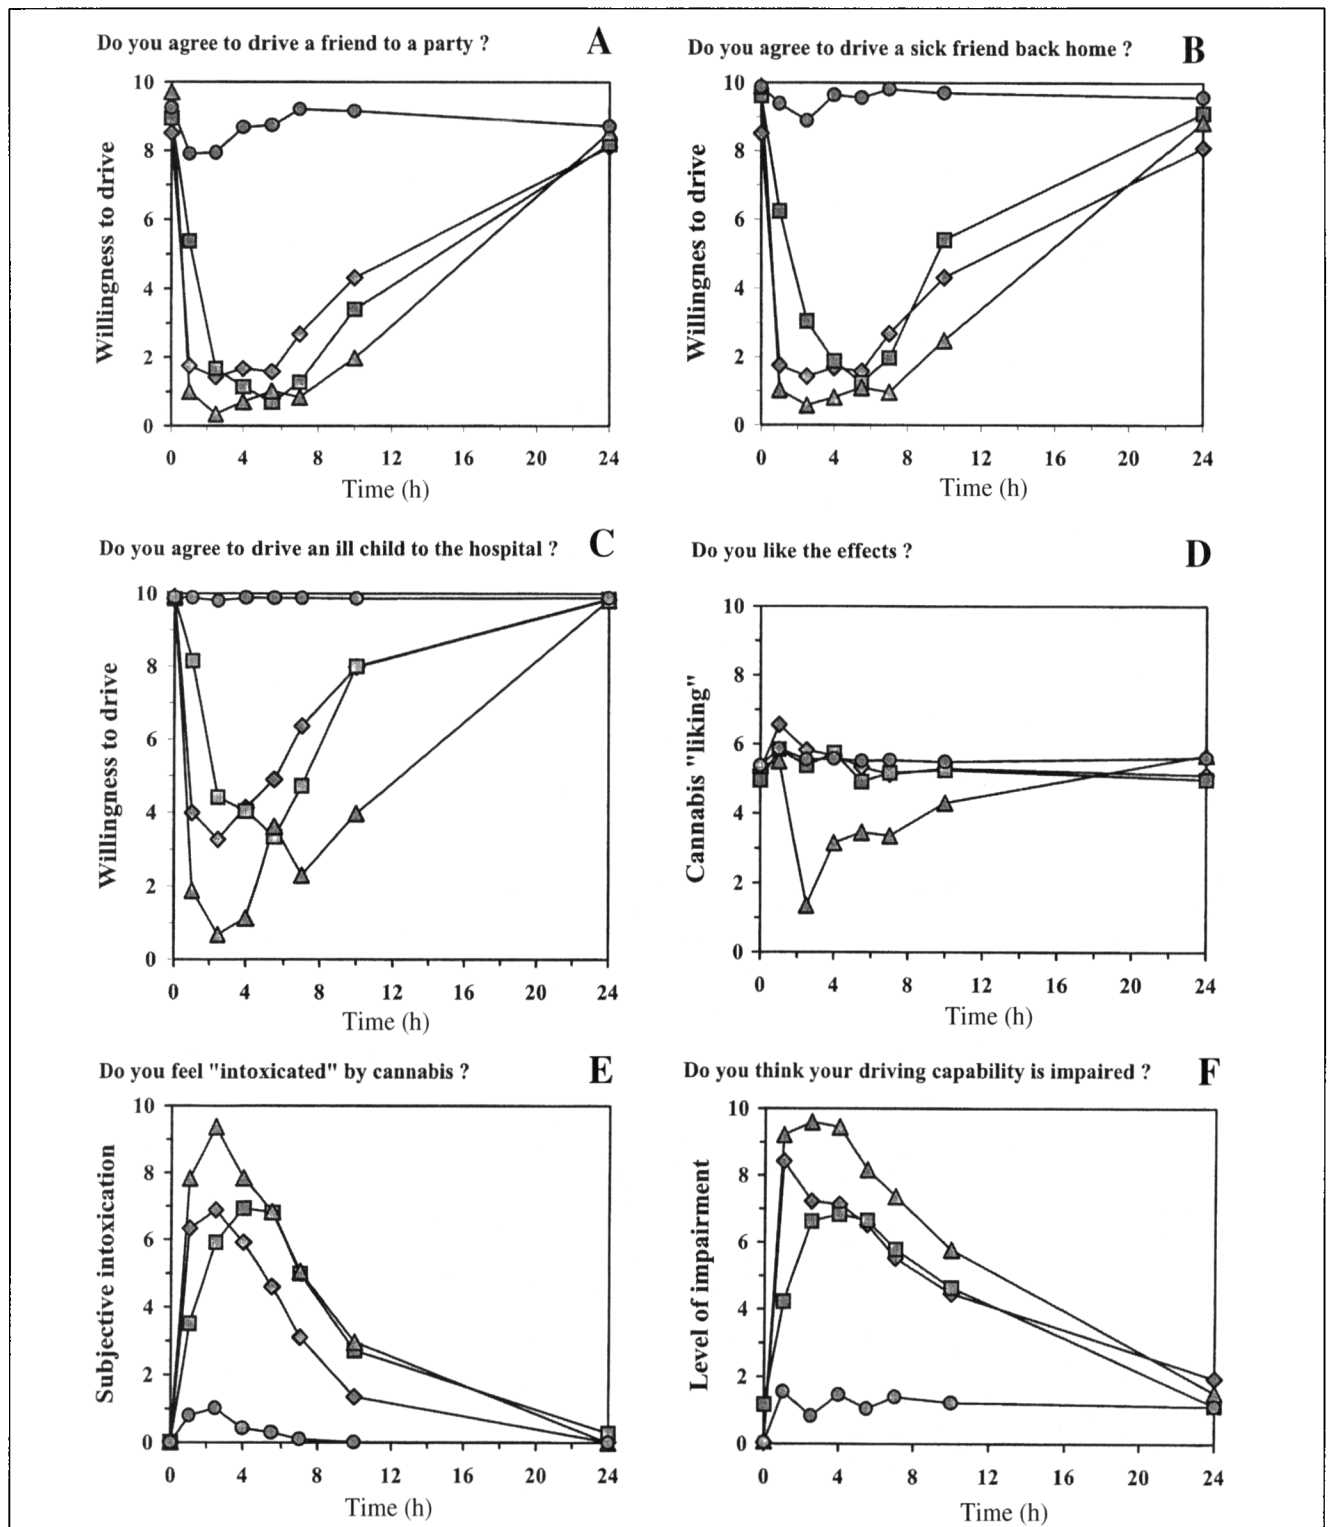 Do you agree to drive a friend to a party ? A
10
8
6
4
2
0
Willingness to drive
0 4 8 12 16 20 24
Time (h)
Do you agree to drive a sick friend back home ? B
10
8
6
4
2
0
Willingnes to drive
0 4 8 12 16 20 24
Time (h)
Do you agree to drive an ill child to the hospital ? C
10
8
6
4
2
0
Willingness to drive
0 4 8 12 16 20 24
Time (h)
Do you like the effects ? D
10
8
6
4
2
0
Cannabis "liking"
0 4 8 12 16 20 24
Time (h)
Do you feel "intoxicated" by cannabis ? E
10
8
6
4
2
0
Subjective intoxication
0 4 8 12 16 20 24
Time (h)
Do you think your driving capability is impaired ? F
10
8
6
4
2
0
Level of impairment
0 4 8 12 16 20 24
Time (h)